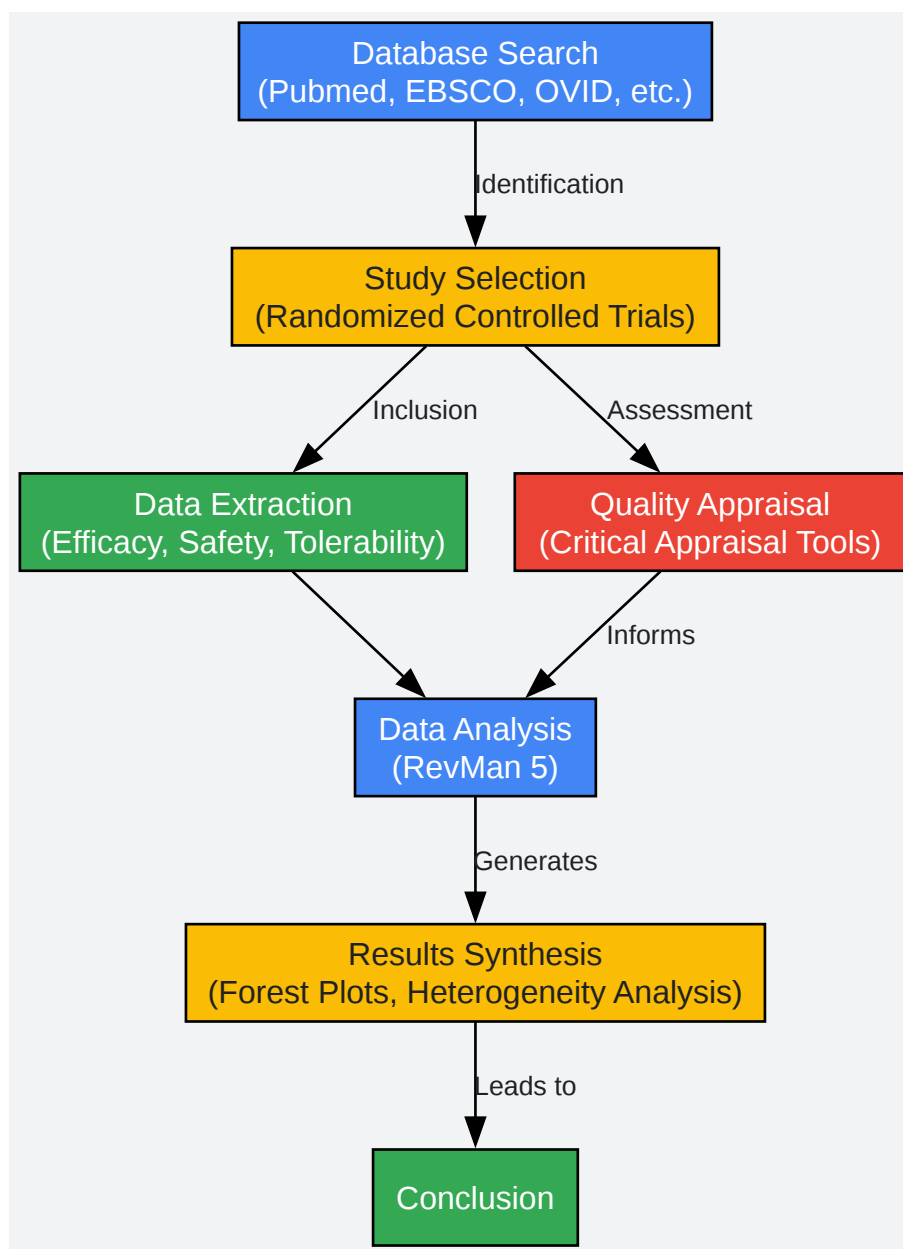 Database Search
(Pubmed, EBSCO, OVID, etc.)
Identification
Study Selection
(Randomized Controlled Trials)
Inclusion
Assessment
Data Extraction
(Efficacy, Safety, Tolerability)
Quality Appraisal
(Critical Appraisal Tools)
Informs
Data Analysis
(RevMan 5)
Generates
Results Synthesis
(Forest Plots, Heterogeneity Analysis)
Leads to
Conclusion